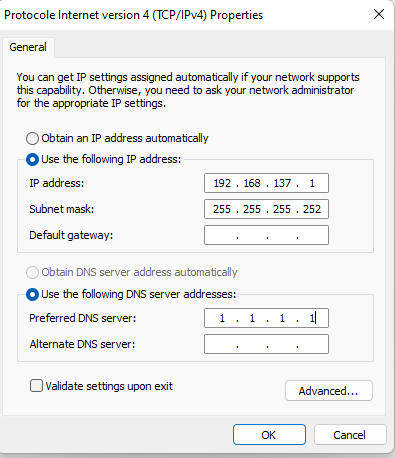 Protocole Internet version 4 (TCP/IPv4) Properties
General
You can get IP settings assigned automatically if your network supports
this capability. Otherwise, you need to ask your network administrator
for the appropriate IP settings.
Obtain an IP address automatically
Use the following IP address:
IP address: 192 . 168 . 137 . 1
Subnet mask: 255 . 255 . 255 . 252
Default gateway: . . .
Obtain DNS server address automatically
Use the following DNS server addresses:
Preferred DNS server: 1 . 1 . 1 . 1
Alternate DNS server: . . .
Validate settings upon exit
Advanced...
OK Cancel